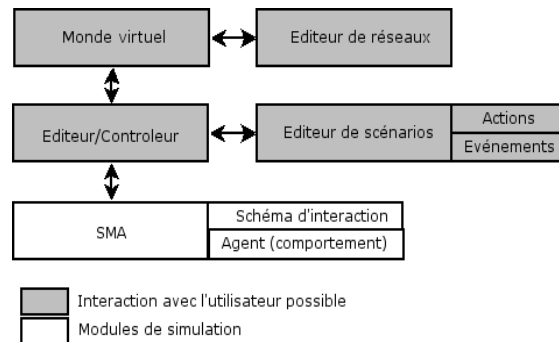 Monde virtuel
Editeur de réseaux
Editeur/Controleur
Editeur de scénarios
Actions
Evénements
SMA
Schéma d'interaction
Agent (comportement)
Interaction avec l'utilisateur possible
Modules de simulation